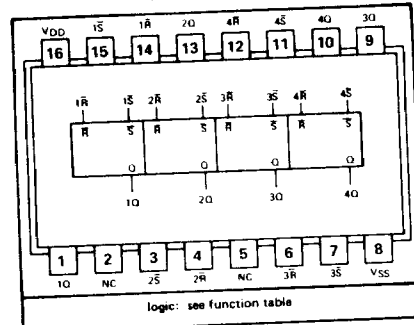 VDD 1S̅ 1R̅ 2Q 4R̅ 4S̅ 4Q 3Q
16 15 14 13 12 11 10 9
1R̅ 1S̅ 2R̅ 2S̅ 3R̅ 3S̅ 4R̅ 4S̅
R̅ S̅ R̅ S̅ R̅ S̅ R̅ S̅
Q Q Q Q
1Q 2Q 3Q 4Q
1 2 3 4 5 6 7 8
1Q NC 2S̅ 2R̅ NC 3R̅ 3S̅ VSS
logic: see function table